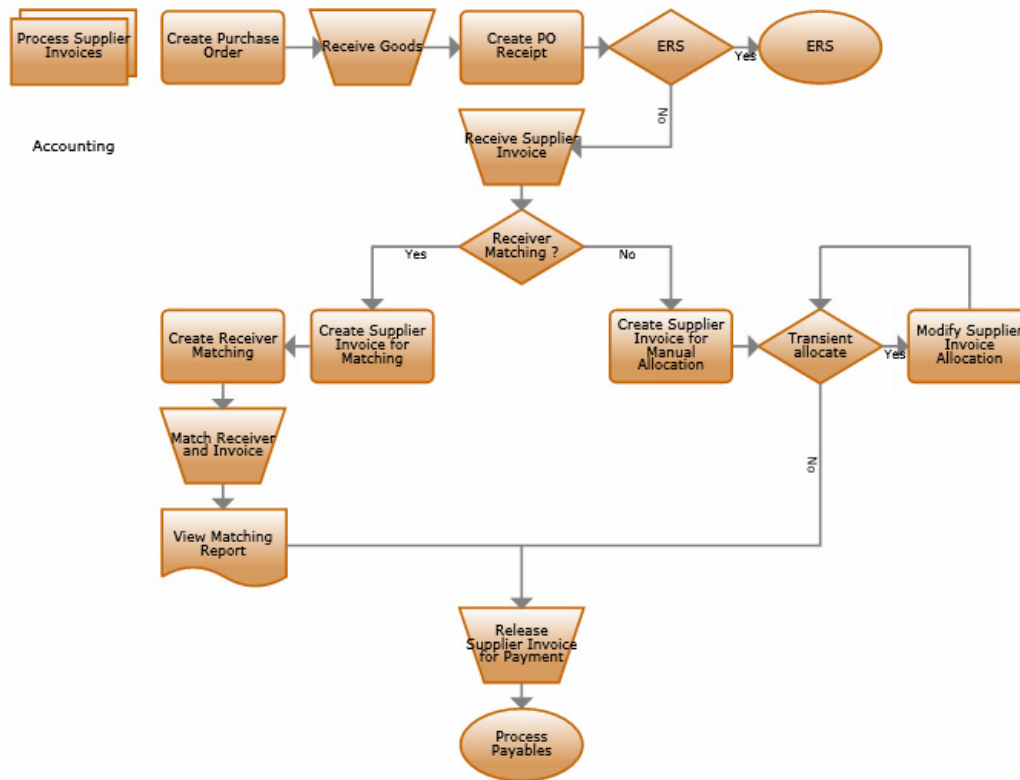 Process Supplier
Invoices
Create Purchase
Order
Receive Goods
Create PO
Receipt
ERS
Yes
ERS
No
Accounting
Receive Supplier
Invoice
Receiver
Matching ?
Yes
No
Create Receiver
Matching
Create Supplier
Invoice for
Matching
Create Supplier
Invoice for
Manual
Allocation
Transient
allocate
Yes
Modify Supplier
Invoice
Allocation
Match Receiver
and Invoice
No
View Matching
Report
Release
Supplier Invoice
for Payment
Process
Payables